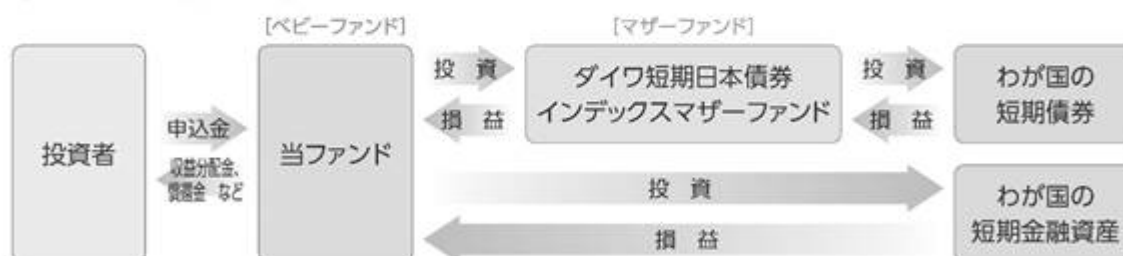 [ベビーファンド]
[マザーファンド]
投資者
申込金
収益分配金、
償還金 など
当ファンド
投 資
損 益
ダイワ短期日本債券
インデックスマザーファンド
投 資
損 益
わが国の
短期債券
投 資
損 益
わが国の
短期金融資産